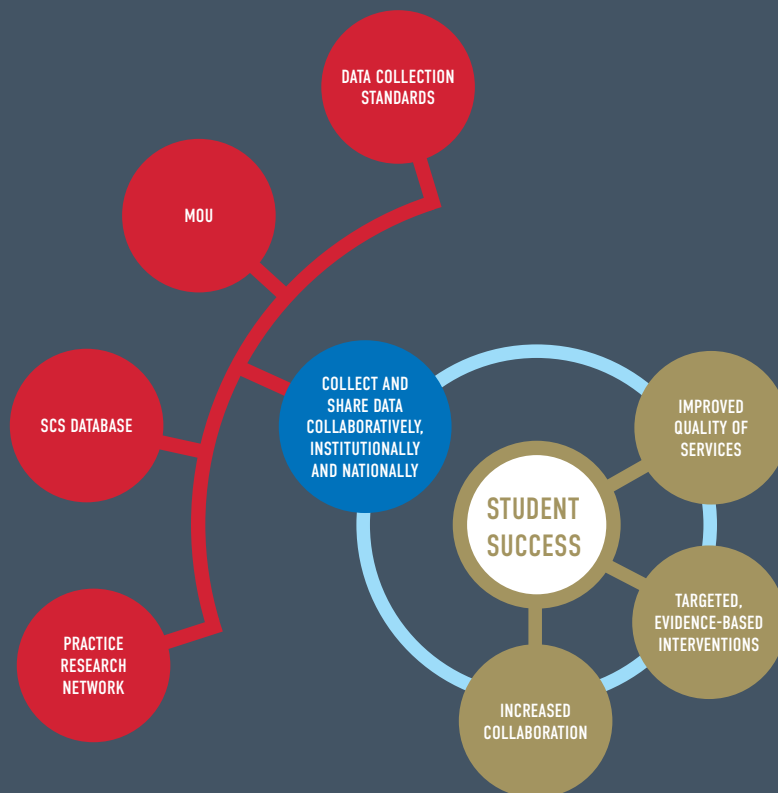 DATA COLLECTION
STANDARDS
MOU
SCS DATABASE
PRACTICE
RESEARCH
NETWORK
COLLECT AND
SHARE DATA
COLLABORATIVELY,
INSTITUTIONALLY
AND NATIONALLY
STUDENT
SUCCESS
IMPROVED
QUALITY OF
SERVICES
TARGETED,
EVIDENCE-BASED
INTERVENTIONS
INCREASED
COLLABORATION